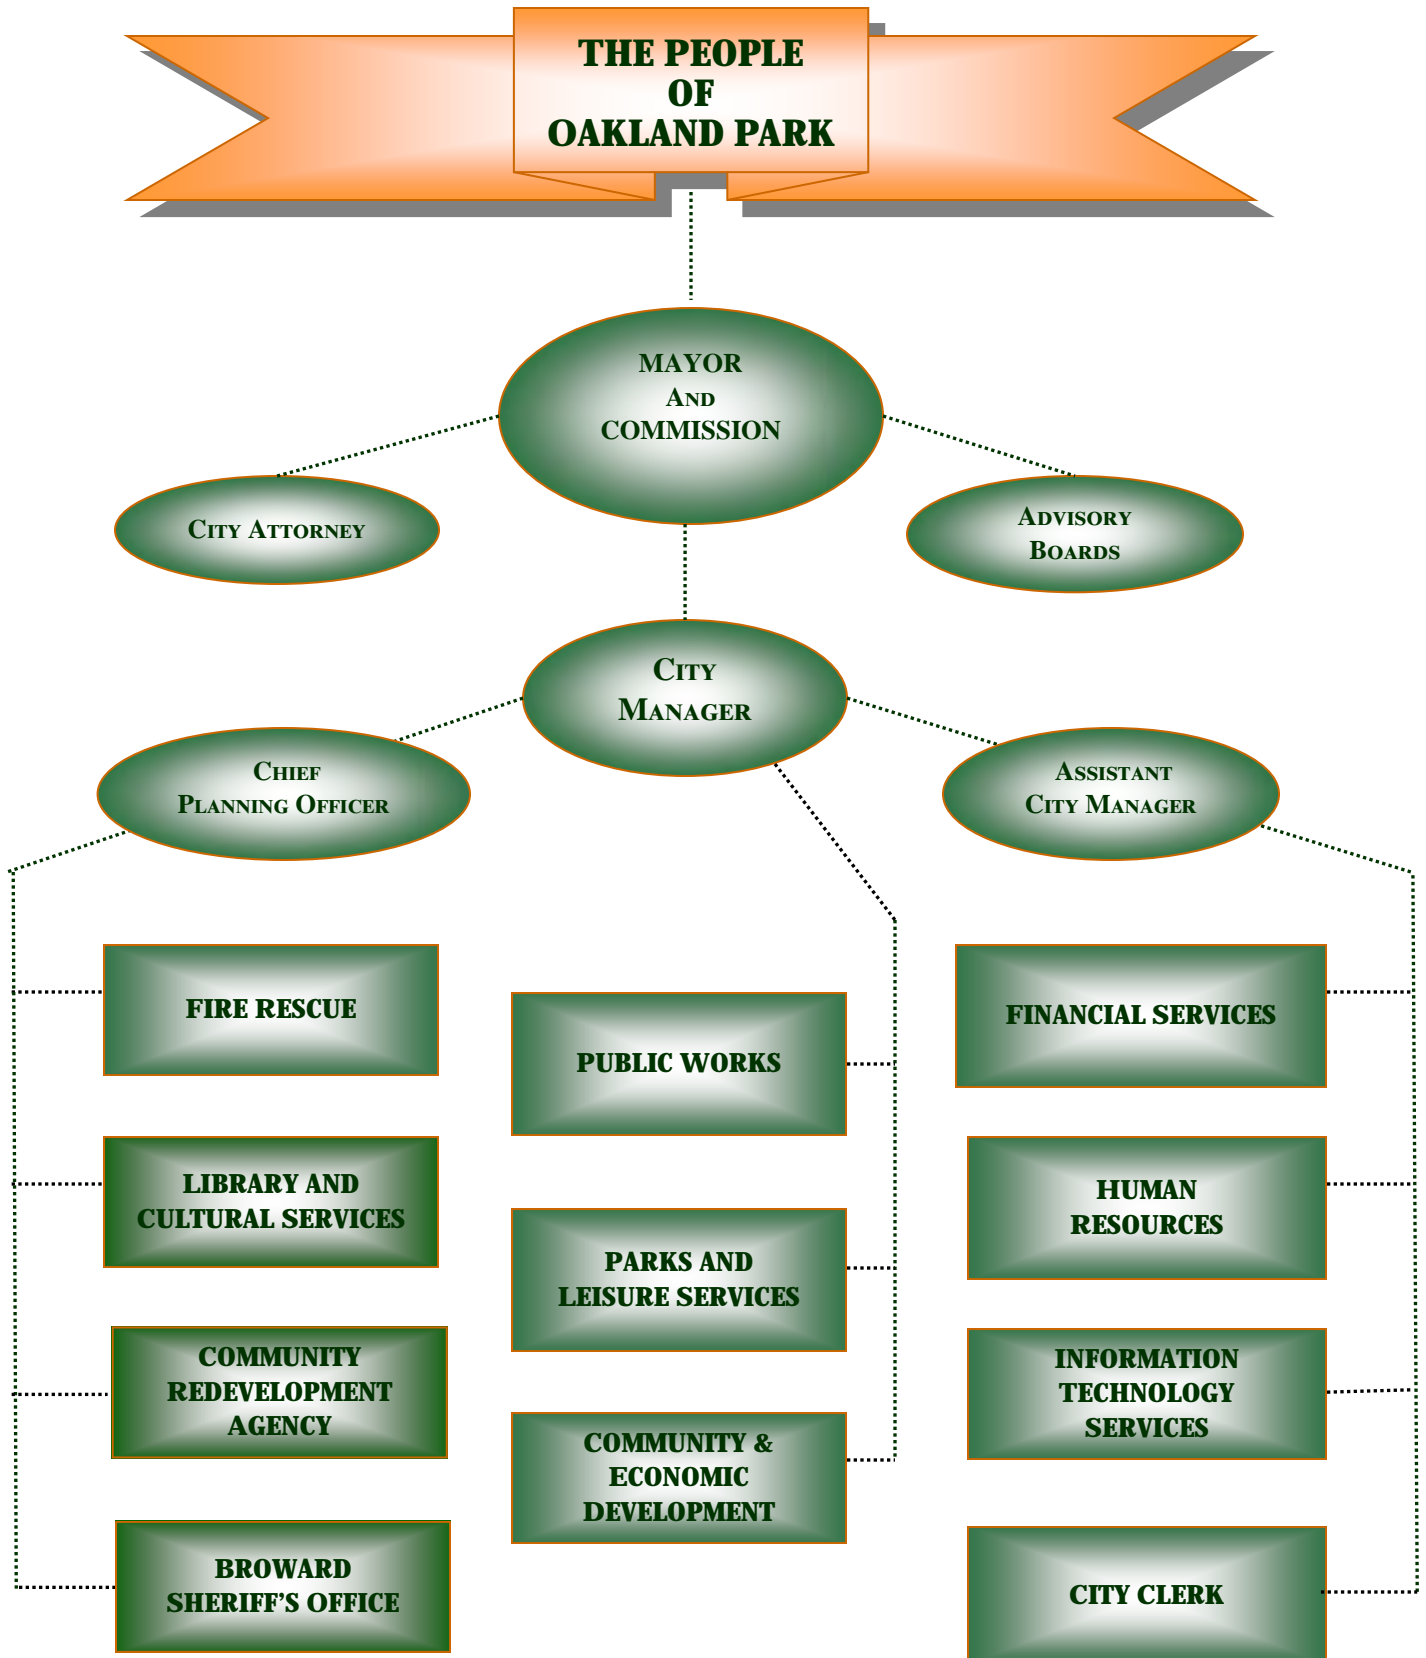 THE PEOPLE
OF
OAKLAND PARK
MAYOR
And
COMMISSION
City Attorney
Advisory
Boards
City
Manager
Chief
Planning Officer
Assistant
City Manager
FIRE RESCUE
LIBRARY AND
CULTURAL SERVICES
COMMUNITY
REDEVELOPMENT
AGENCY
BROWARD
SHERIFF'S OFFICE
PUBLIC WORKS
PARKS AND
LEISURE SERVICES
COMMUNITY &
ECONOMIC
DEVELOPMENT
FINANCIAL SERVICES
HUMAN
RESOURCES
INFORMATION
TECHNOLOGY
SERVICES
CITY CLERK